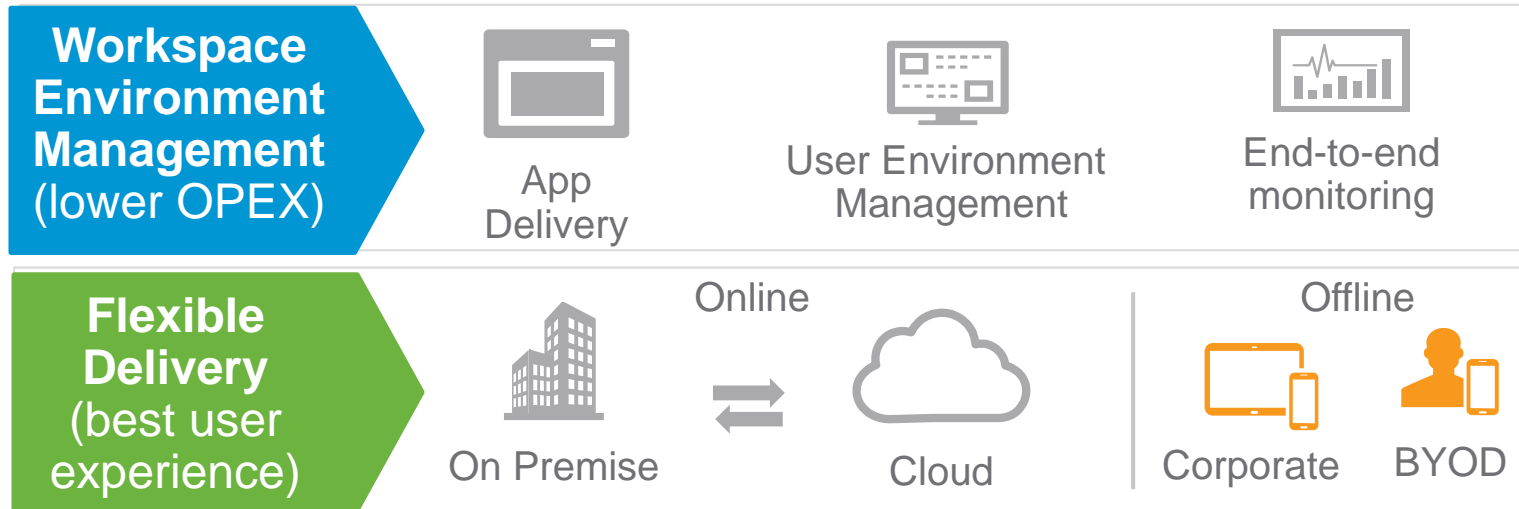 Workspace
Environment
Management
(lower OPEX)
App
Delivery
User Environment
Management
End-to-end
monitoring
Flexible
Delivery
(best user
experience)
Online
On Premise
Cloud
Offline
Corporate
BYOD